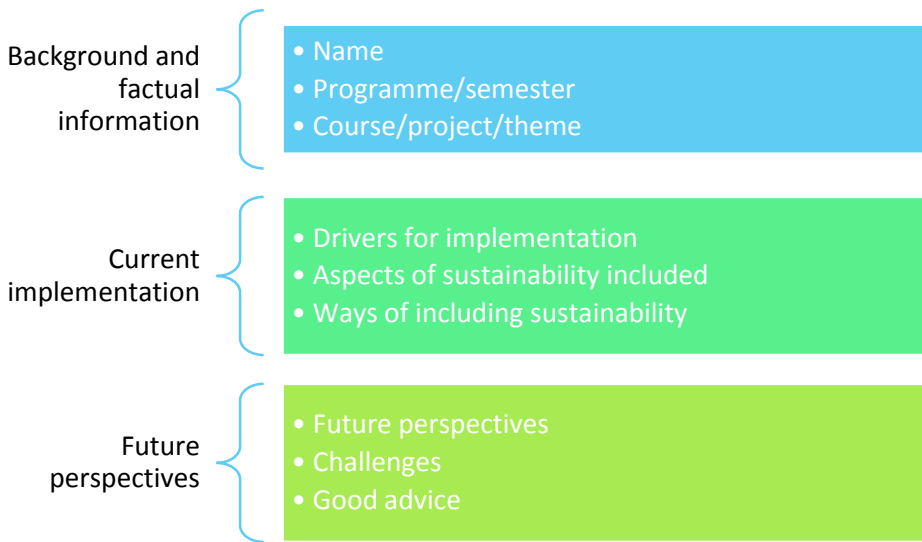 Background and
factual
information
• Name
• Programme/semester
• Course/project/theme
Current
implementation
• Drivers for implementation
• Aspects of sustainability included
• Ways of including sustainability
Future
perspectives
• Future perspectives
• Challenges
• Good advice